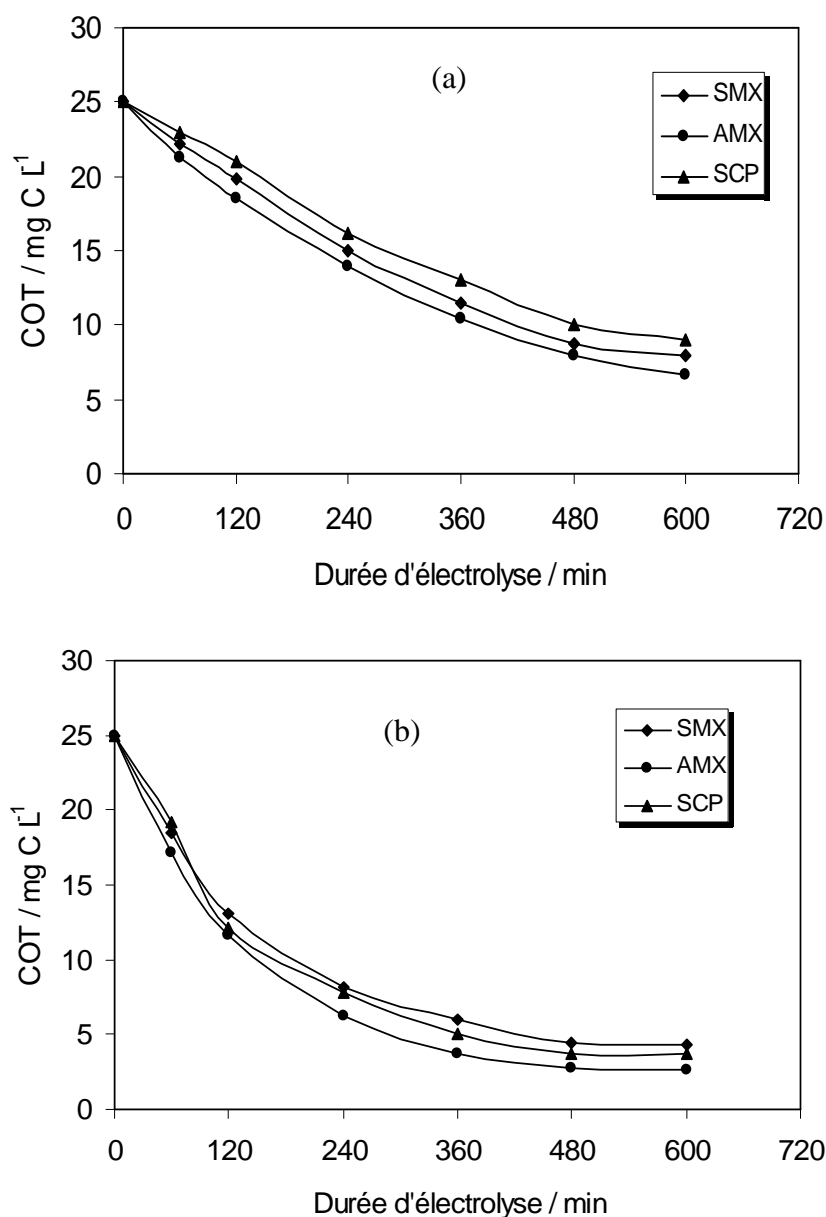 30
25
20
15
10
5
0
COT / mg C L-1
(a)
SMX
AMX
SCP
0 120 240 360 480 600 720
Durée d'électrolyse / min
30
25
20
15
10
5
0
COT / mg C L-1
(b)
SMX
AMX
SCP
0 120 240 360 480 600 720
Durée d'électrolyse / min